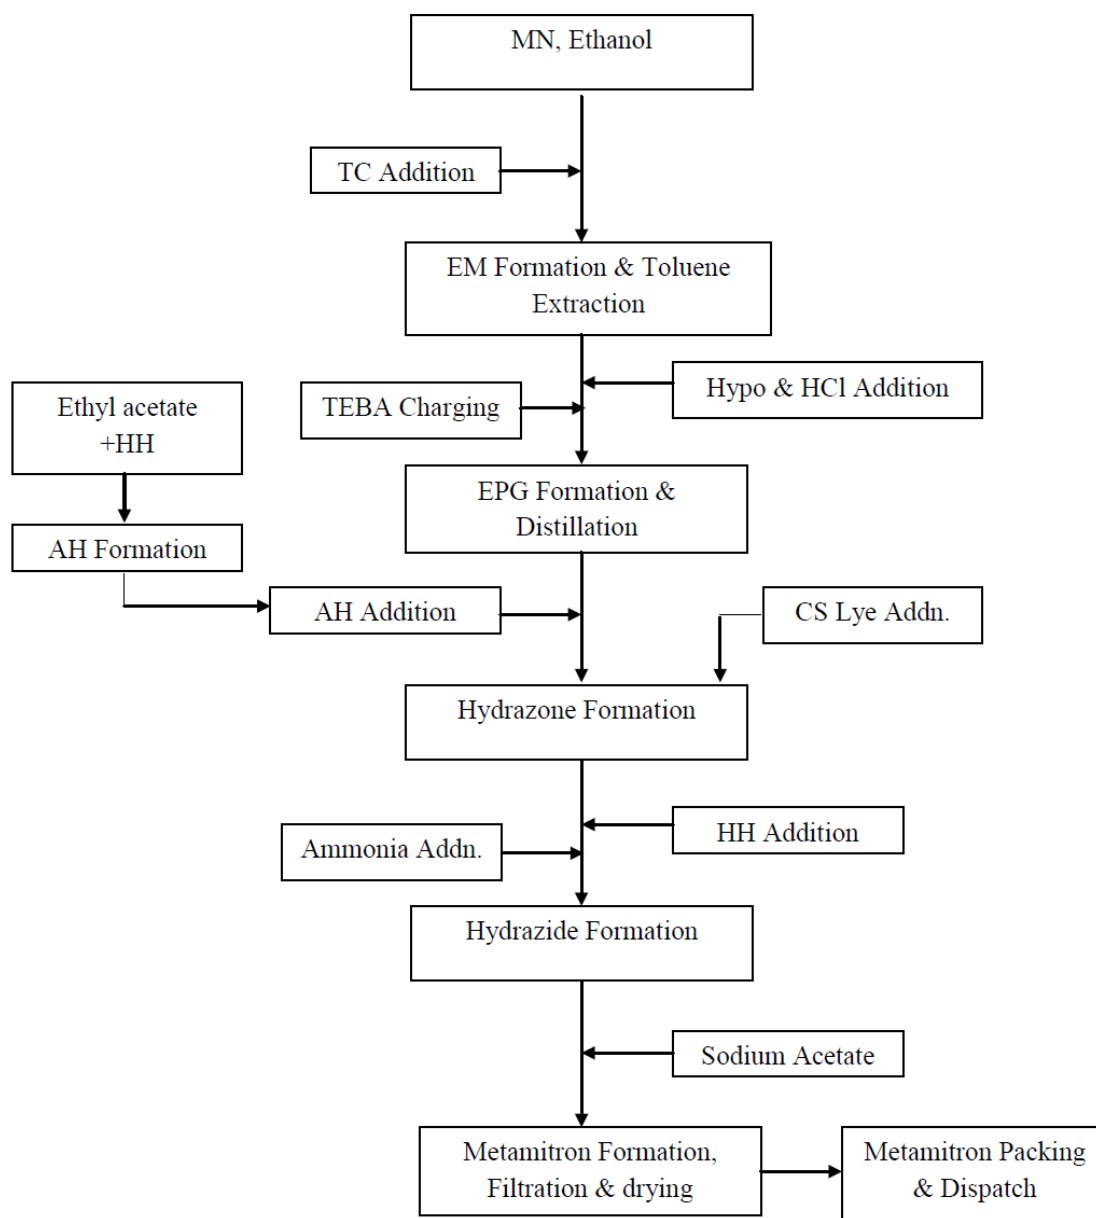 MN, Ethanol
TC Addition
EM Formation & Toluene
Extraction
Hypo & HCl Addition
TEBA Charging
Ethyl acetate
+HH
EPG Formation &
Distillation
AH Formation
AH Addition
CS Lye Addn.
Hydrazone Formation
HH Addition
Ammonia Addn.
Hydrazide Formation
Sodium Acetate
Metamitron Formation,
Filtration & drying
Metamitron Packing
& Dispatch